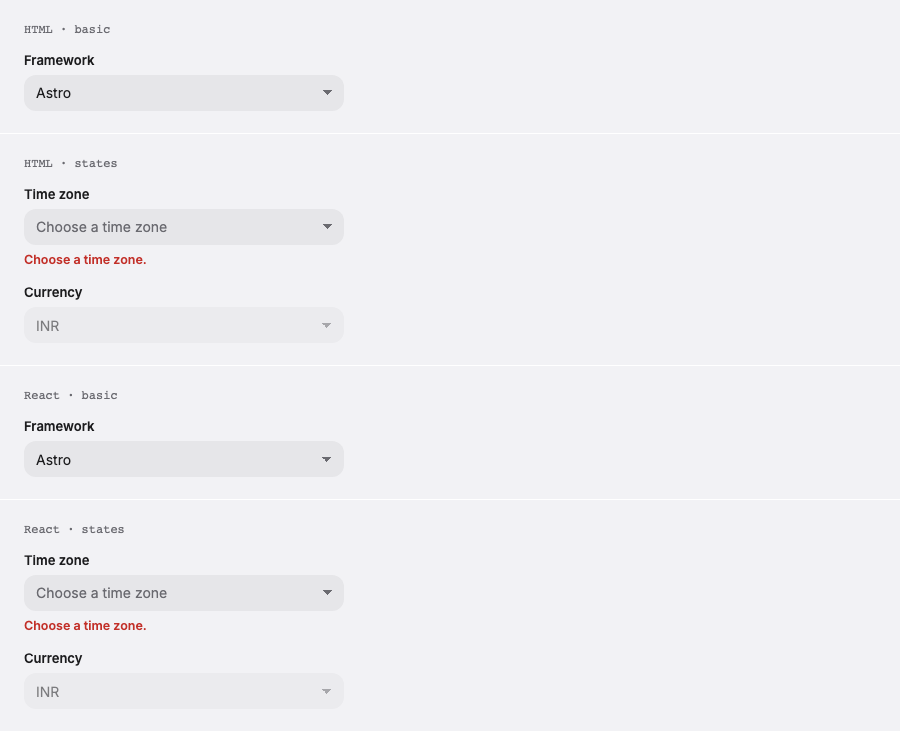 HTML · basic
Framework
Astro
HTML · states
Time zone
Choose a time zone
Choose a time zone.
Currency
INR
React · basic
Framework
Astro
React · states
Time zone
Choose a time zone
Choose a time zone.
Currency
INR